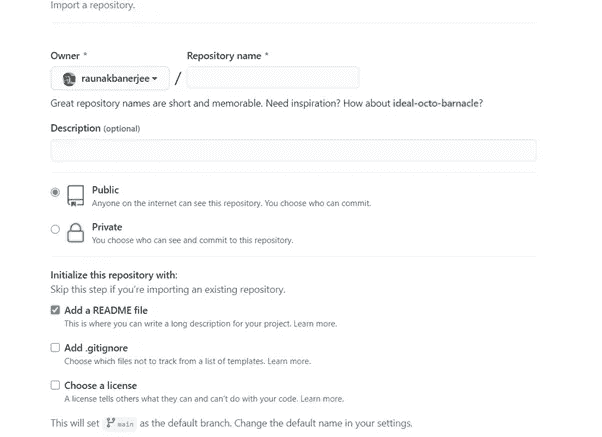 Import a repository.
Owner * Repository name *
raunakbanerjee /
Great repository names are short and memorable. Need inspiration? How about ideal-octo-barnacle?
Description (optional)
Public
Anyone on the internet can see this repository. You choose who can commit.
Private
You choose who can see and commit to this repository.
Initialize this repository with:
Skip this step if you're importing an existing repository.
Add a README file
This is where you can write a long description for your project. Learn more.
Add .gitignore
Choose which files not to track from a list of templates. Learn more.
Choose a license
A license tells others what they can and can't do with your code. Learn more.
This will set main as the default branch. Change the default name in your settings.